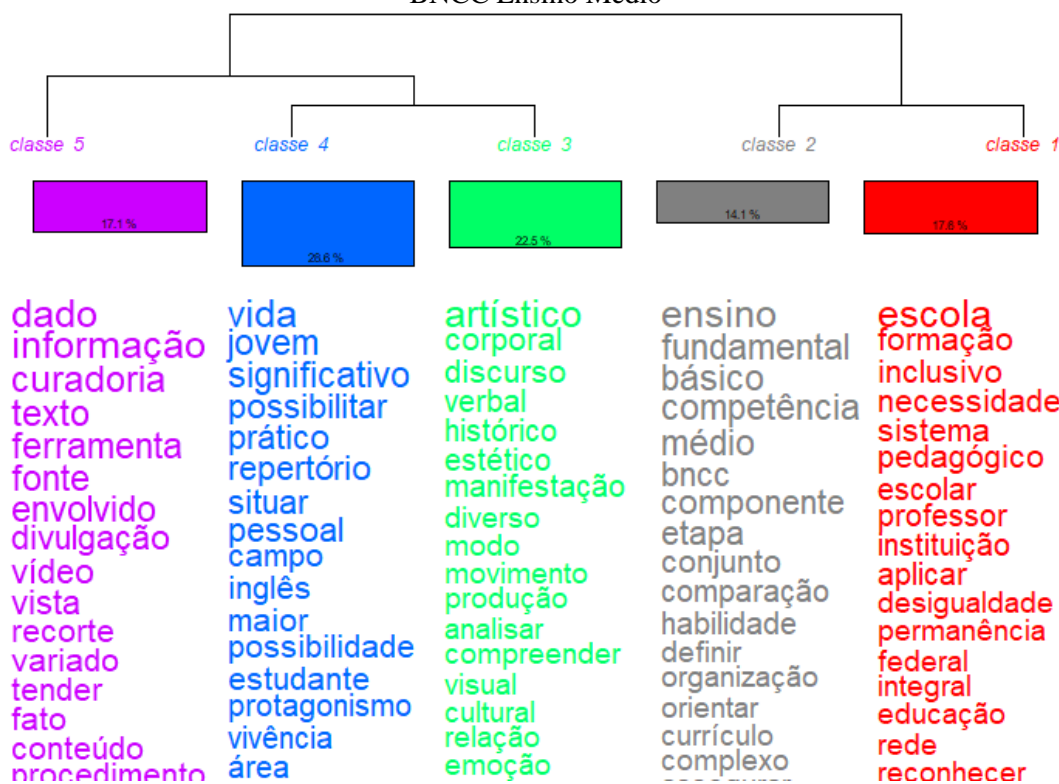 BNCC Ensino Médio
classe 5
classe 4
classe 3
classe 2
classe 1
17.1 %
28.6 %
22.5 %
14.1 %
17.6 %
dado
informação
curadoria
texto
ferramenta
fonte
envolvido
divulgação
vídeo
vista
recorte
variado
tender
fato
conteúdo
procedimento
vida
jovem
significativo
possibilitar
prático
repertório
situar
pessoal
campo
inglês
maior
possibilidade
estudante
protagonismo
vivência
área
artístico
corporal
discurso
verbal
histórico
estético
manifestação
diverso
modo
movimento
produção
analisar
compreender
visual
cultural
relação
emoção
ensino
fundamental
básico
competência
médio
bncc
componente
etapa
conjunto
comparação
habilidade
definir
organização
orientar
currículo
complexo
escola
formação
inclusivo
necessidade
sistema
pedagógico
escolar
professor
instituição
aplicar
desigualdade
permanência
federal
integral
educação
rede
reconhecer